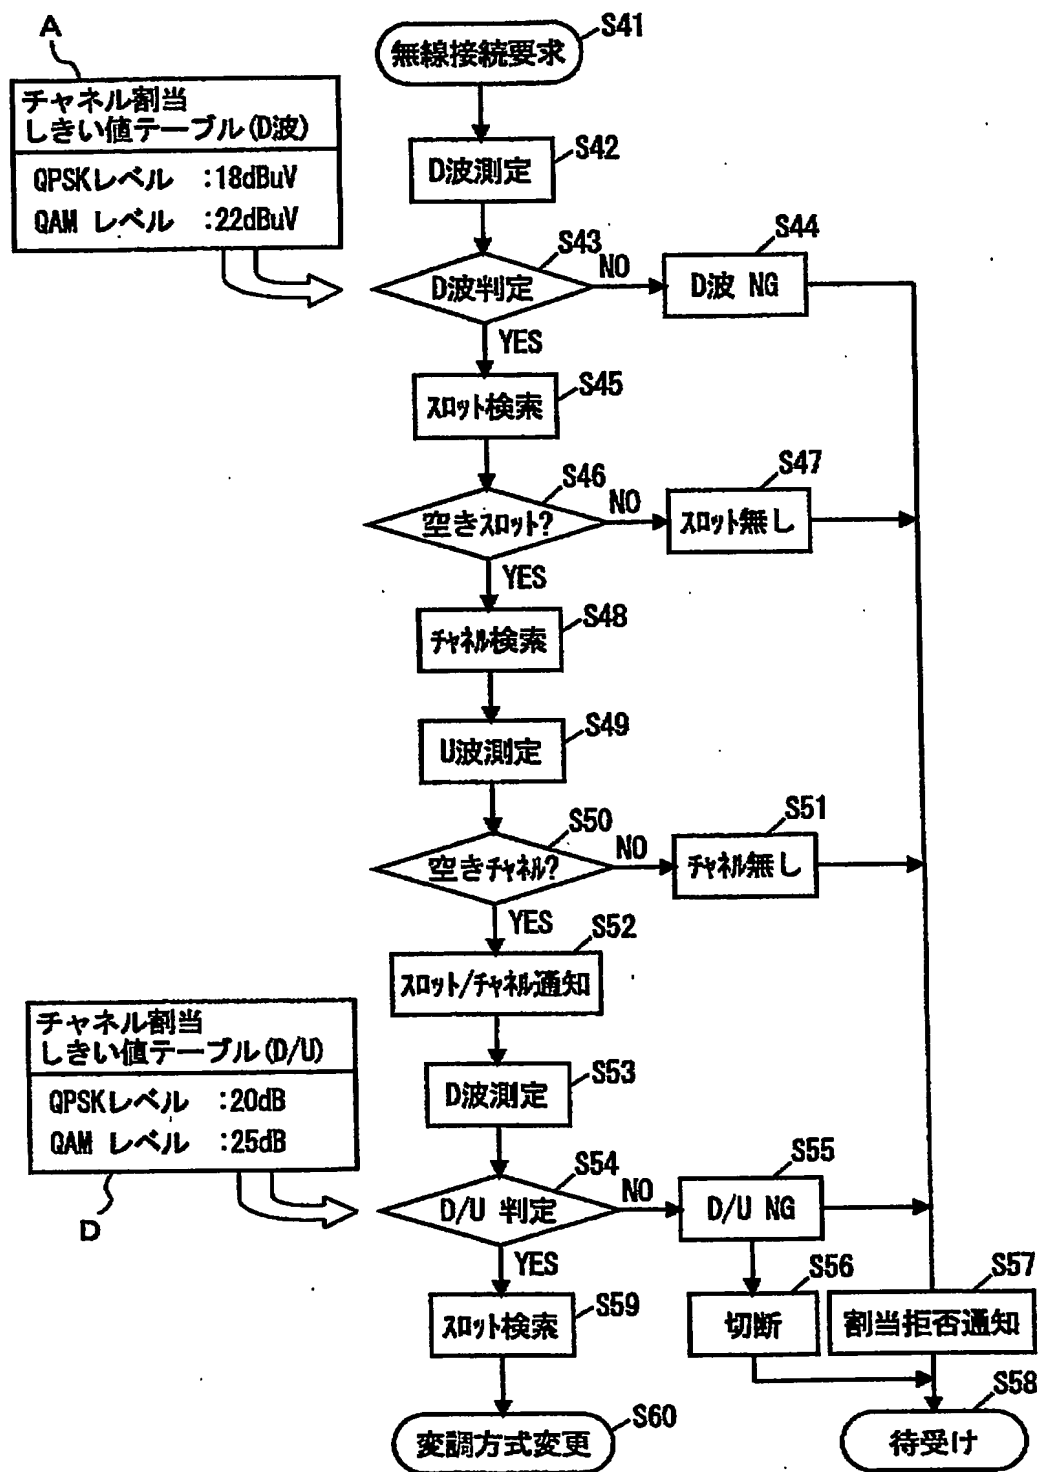 A
チャネル割当
しきい値テーブル(D波)
QPSKレベル :18dBuV
QAM レベル :22dBuV
S41
無線接続要求
S42
D波測定
S43
D波判定
NO
S44
D波 NG
YES
S45
スロット検索
S46
空きスロット?
NO
S47
スロット無し
YES
S48
チャネル検索
S49
U波測定
S50
空きチャネル?
NO
S51
チャネル無し
YES
S52
スロット/チャネル通知
チャネル割当
しきい値テーブル(D/U)
QPSKレベル :20dB
QAM レベル :25dB
D
S53
D波測定
S54
D/U 判定
NO
S55
D/U NG
YES
S56
切断
S57
割当拒否通知
S59
スロット検索
S58
待受け
S60
変調方式変更